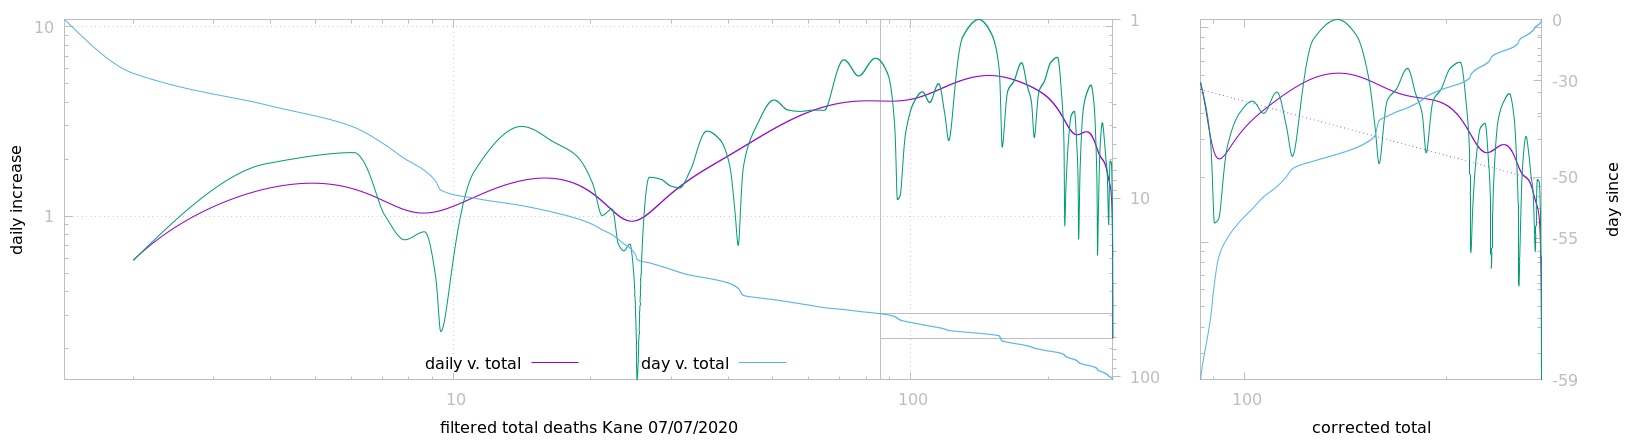 10
1
daily increase
daily v. total
day v. total
10
100
filtered total deaths Kane 07/07/2020
1
10
100
100
corrected total
0
-30
-50
-55
-59
day since